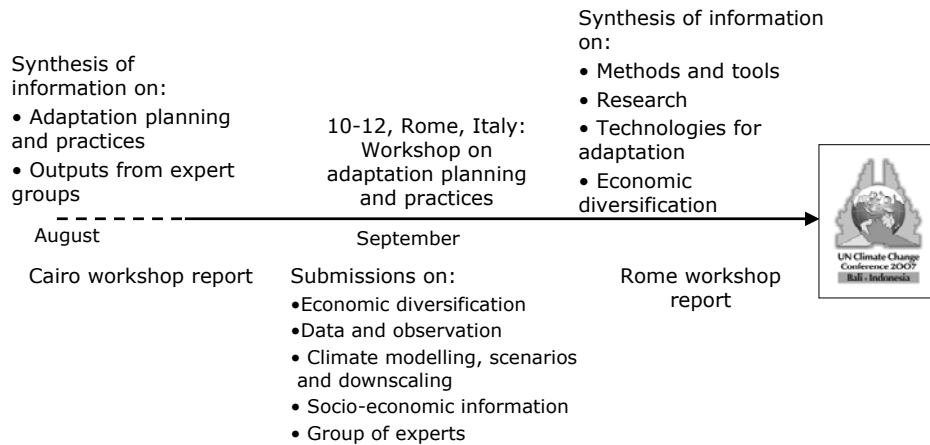 Synthesis of
information on:
• Adaptation planning
and practices
• Outputs from expert
groups
10-12, Rome, Italy:
Workshop on
adaptation planning
and practices
Synthesis of information
on:
• Methods and tools
• Research
• Technologies for
adaptation
• Economic
diversification
August
September
Cairo workshop report
Submissions on:
•Economic diversification
•Data and observation
• Climate modelling, scenarios
and downscaling
• Socio-economic information
• Group of experts
Rome workshop
report
UN Climate Change
Conference 2007
Bali - Indonesia